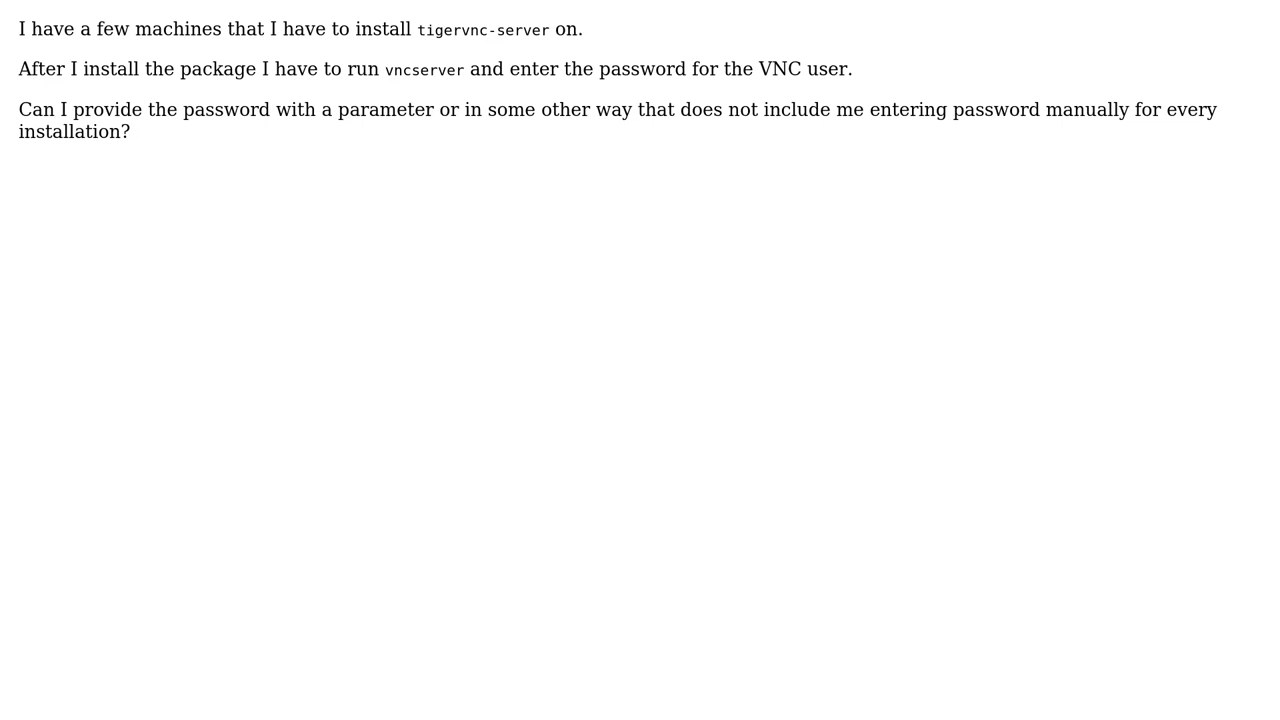 I have a few machines that I have to install tigervnc-server on.
After I install the package I have to run vncserver and enter the password for the VNC user.
Can I provide the password with a parameter or in some other way that does not include me entering password manually for every
installation?